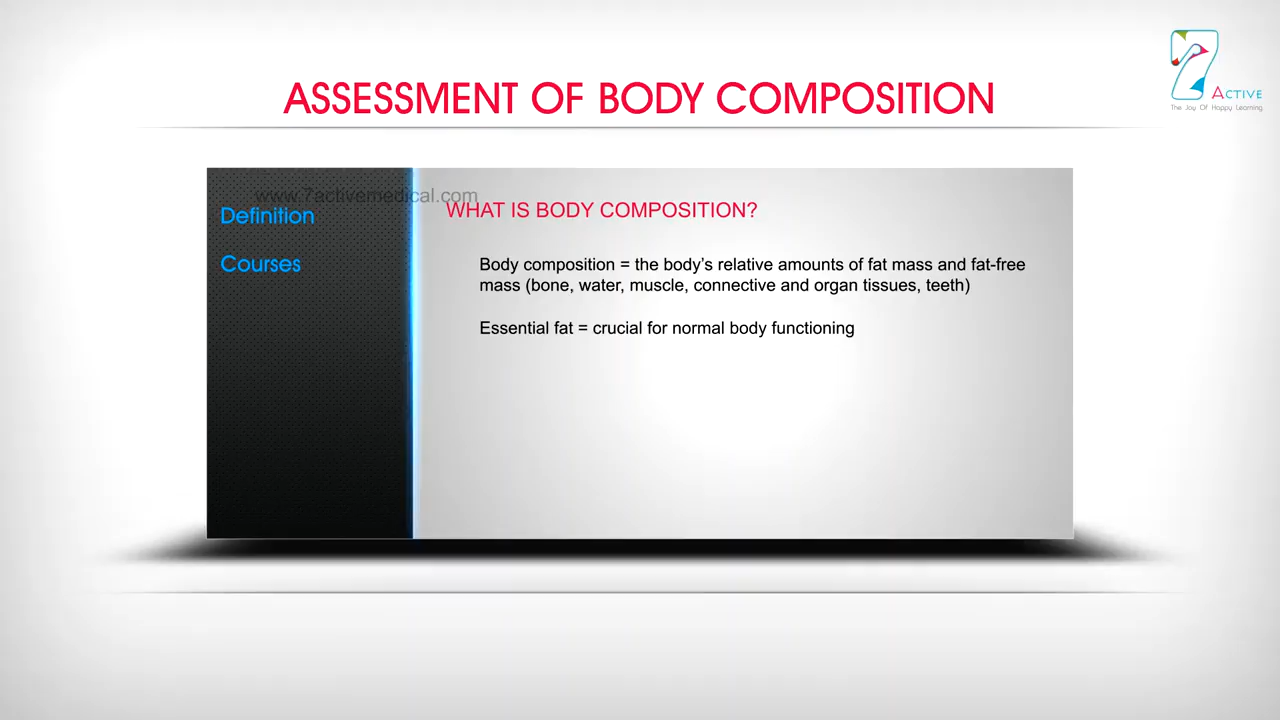 ASSESSMENT OF BODY COMPOSITION
7 ACTIVE
The Joy Of Happy Learning
www.7activemedical.com
Definition
Courses
WHAT IS BODY COMPOSITION?
Body composition = the body’s relative amounts of fat mass and fat-free
mass (bone, water, muscle, connective and organ tissues, teeth)
Essential fat = crucial for normal body functioning